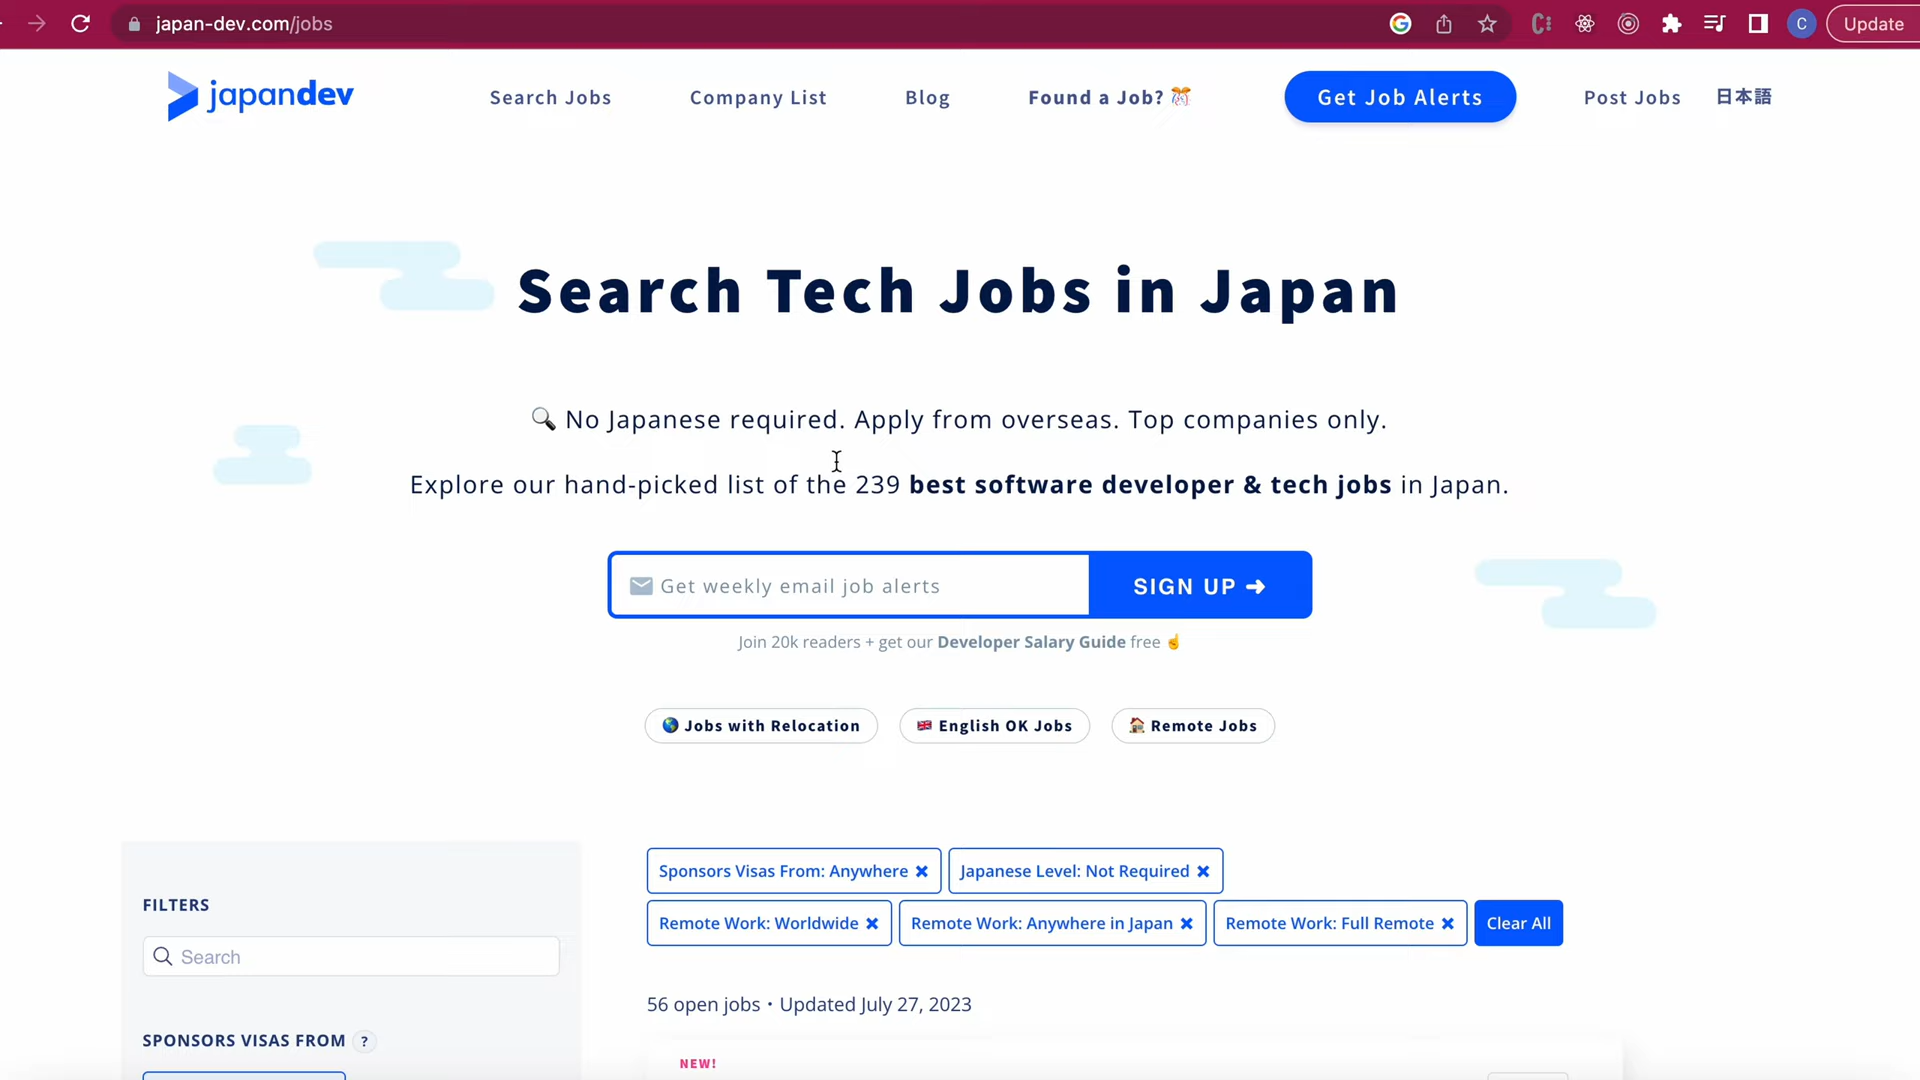 japan-dev.com/jobs
C
Update
japandev
Search Jobs
Company List
Blog
Found a Job? 🎊
Get Job Alerts
Post Jobs
日本語
Search Tech Jobs in Japan
🔍 No Japanese required. Apply from overseas. Top companies only.
Explore our hand-picked list of the 239 best software developer & tech jobs in Japan.
Get weekly email job alerts
SIGN UP ➜
Join 20k readers + get our Developer Salary Guide free ☝
🌎 Jobs with Relocation
🇬🇧 English OK Jobs
🏠 Remote Jobs
FILTERS
Search
SPONSORS VISAS FROM ?
Sponsors Visas From: Anywhere ✖
Japanese Level: Not Required ✖
Remote Work: Worldwide ✖
Remote Work: Anywhere in Japan ✖
Remote Work: Full Remote ✖
Clear All
56 open jobs • Updated July 27, 2023
NEW!